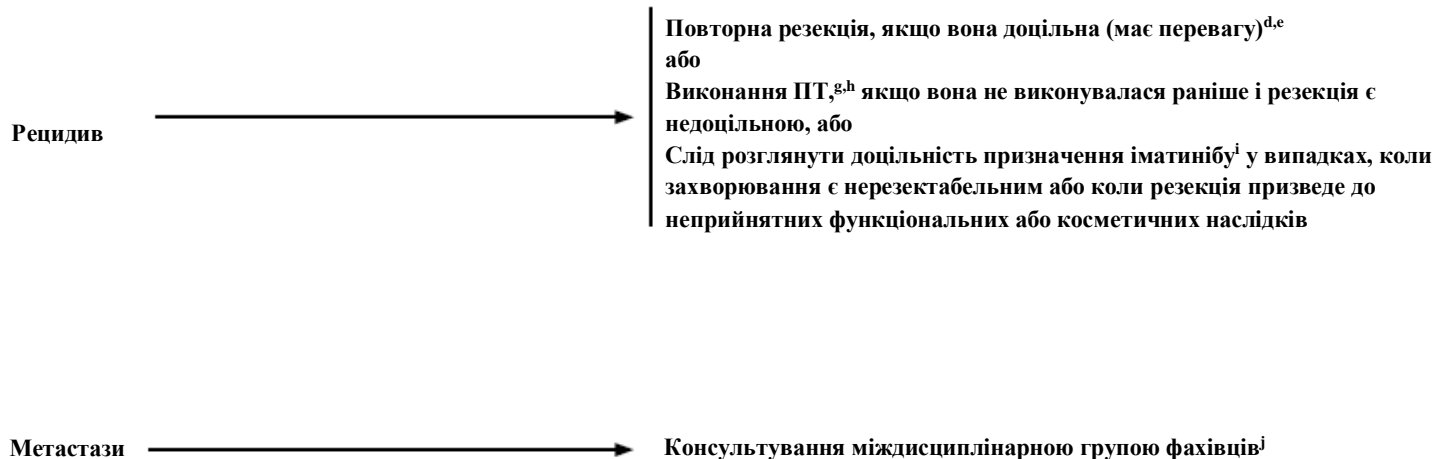 Повторна резекція, якщо вона доцільна (має перевагу)d,e
або
Виконання ПТ,g,h якщо вона не виконувалася раніше і резекція є
недоцільною, або
Рецидив
Слід розглянути доцільність призначення іматинібуi у випадках, коли
захворювання є нерезектабельним або коли резекція призведе до
неприйнятних функціональних або косметичних наслідків
Метастази
Консультування міждисциплінарною групою фахівцівj